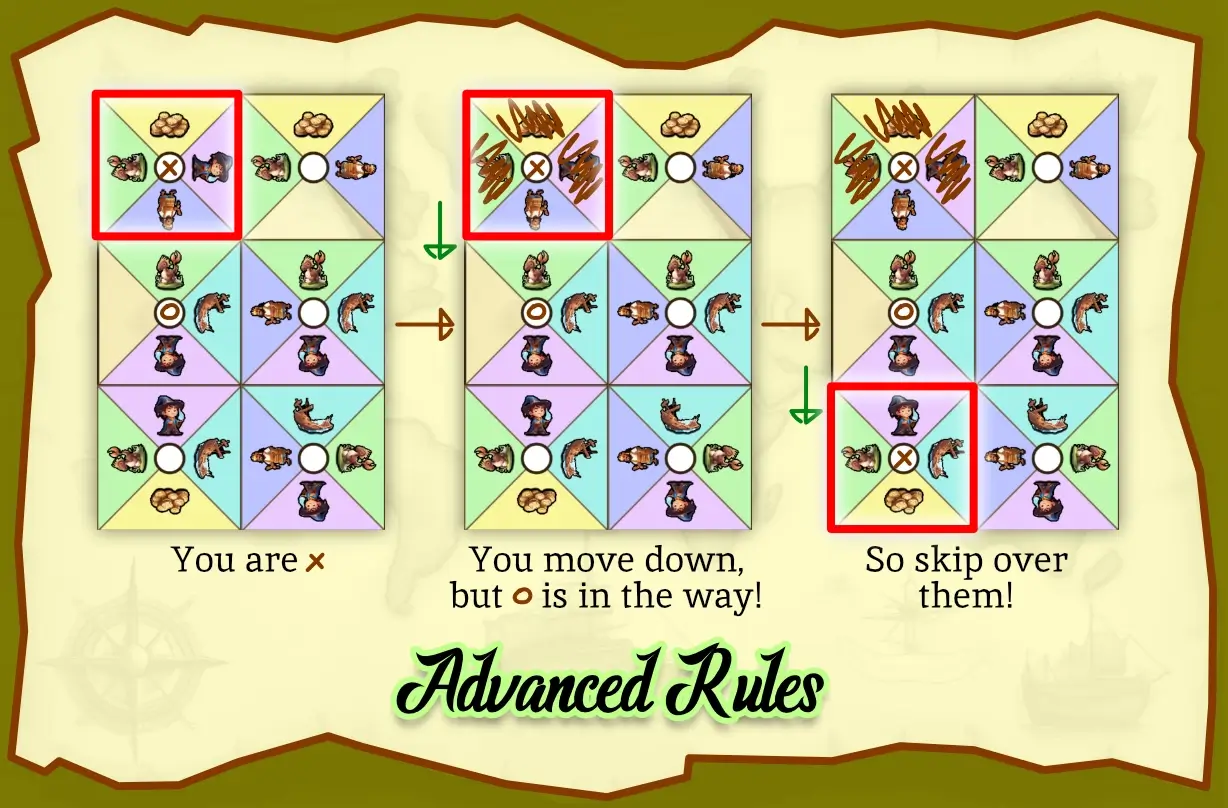 You are x
You move down,
but o is in the way!
So skip over
them!
Advanced Rules